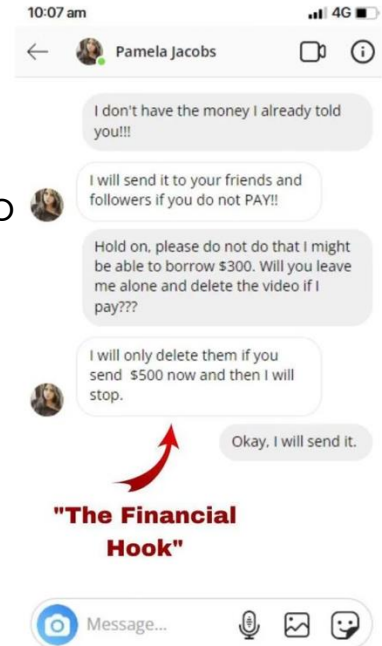 10:07 am 4G
Pamela Jacobs
I don't have the money I already told
you!!!
I will send it to your friends and
followers if you do not PAY!!
O
Hold on, please do not do that I might
be able to borrow $300. Will you leave
me alone and delete the video if I
pay???
I will only delete them if you
send $500 now and then I will
stop.
Okay, I will send it.
"The Financial
Hook"
Message...